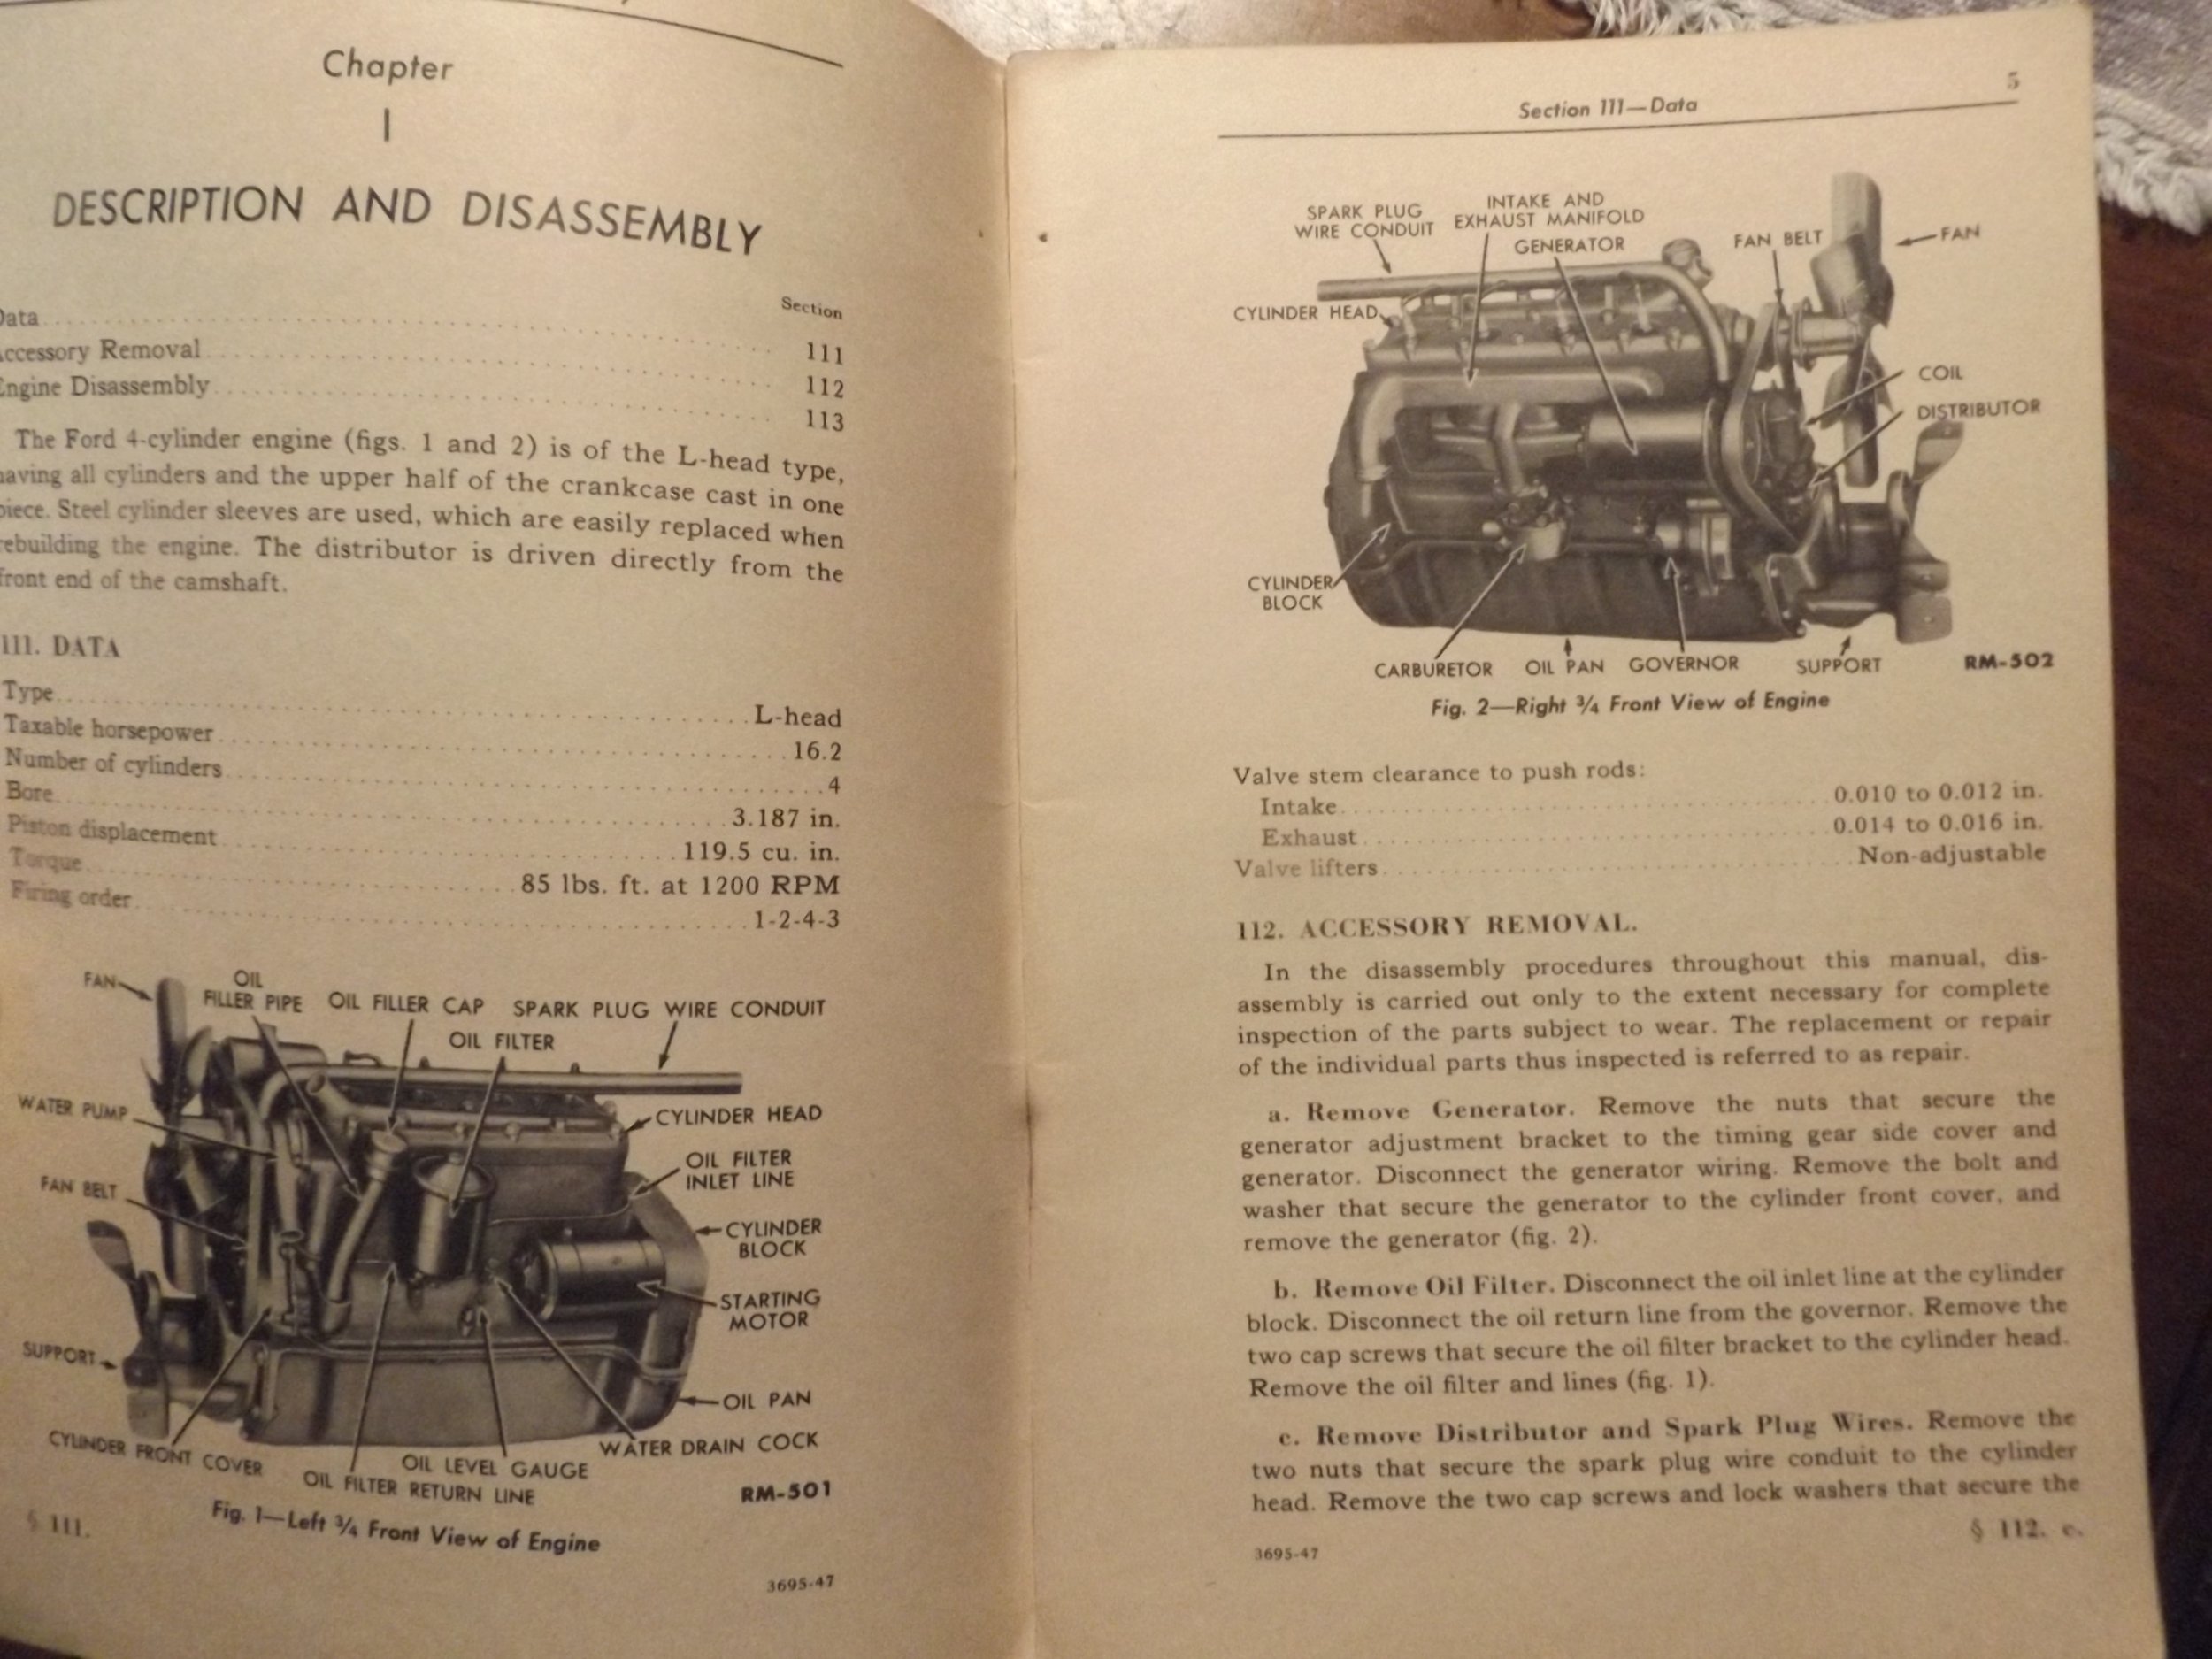 Chapter
I
DESCRIPTION AND DISASSEMBLY
Section
Data 111
Accessory Removal 112
Engine Disassembly 113
The Ford 4-cylinder engine (figs. 1 and 2) is of the L-head type,
having all cylinders and the upper half of the crankcase cast in one
piece. Steel cylinder sleeves are used, which are easily replaced when
rebuilding the engine. The distributor is driven directly from the
front end of the camshaft.
111. DATA
Type L-head
Taxable horsepower 16.2
Number of cylinders 4
Bore 3.187 in.
Piston displacement 119.5 cu. in.
Torque 85 lbs. ft. at 1200 RPM
Firing order 1-2-4-3
FAN
OIL
FILLER PIPE
OIL FILLER CAP
SPARK PLUG WIRE CONDUIT
OIL FILTER
WATER PUMP
CYLINDER HEAD
OIL FILTER
INLET LINE
FAN BELT
CYLINDER
BLOCK
STARTING
MOTOR
SUPPORT
OIL PAN
CYLINDER FRONT COVER
WATER DRAIN COCK
OIL LEVEL GAUGE
OIL FILTER RETURN LINE
RM-501
Fig. 1—Left ¾ Front View of Engine
§ 111.
3695-47
5
Section 111—Data
SPARK PLUG
WIRE CONDUIT
INTAKE AND
EXHAUST MANIFOLD
GENERATOR
FAN BELT
FAN
CYLINDER HEAD
COIL
DISTRIBUTOR
CYLINDER
BLOCK
CARBURETOR
OIL PAN
GOVERNOR
SUPPORT
RM-502
Fig. 2—Right ¾ Front View of Engine
Valve stem clearance to push rods:
Intake 0.010 to 0.012 in.
Exhaust 0.014 to 0.016 in.
Valve lifters Non-adjustable
112. ACCESSORY REMOVAL.
In the disassembly procedures throughout this manual, dis-
assembly is carried out only to the extent necessary for complete
inspection of the parts subject to wear. The replacement or repair
of the individual parts thus inspected is referred to as repair.
a. Remove Generator. Remove the nuts that secure the
generator adjustment bracket to the timing gear side cover and
generator. Disconnect the generator wiring. Remove the bolt and
washer that secure the generator to the cylinder front cover, and
remove the generator (fig. 2).
b. Remove Oil Filter. Disconnect the oil inlet line at the cylinder
block. Disconnect the oil return line from the governor. Remove the
two cap screws that secure the oil filter bracket to the cylinder head.
Remove the oil filter and lines (fig. 1).
c. Remove Distributor and Spark Plug Wires. Remove the
two nuts that secure the spark plug wire conduit to the cylinder
head. Remove the two cap screws and lock washers that secure the
§ 112. c.
3695-47